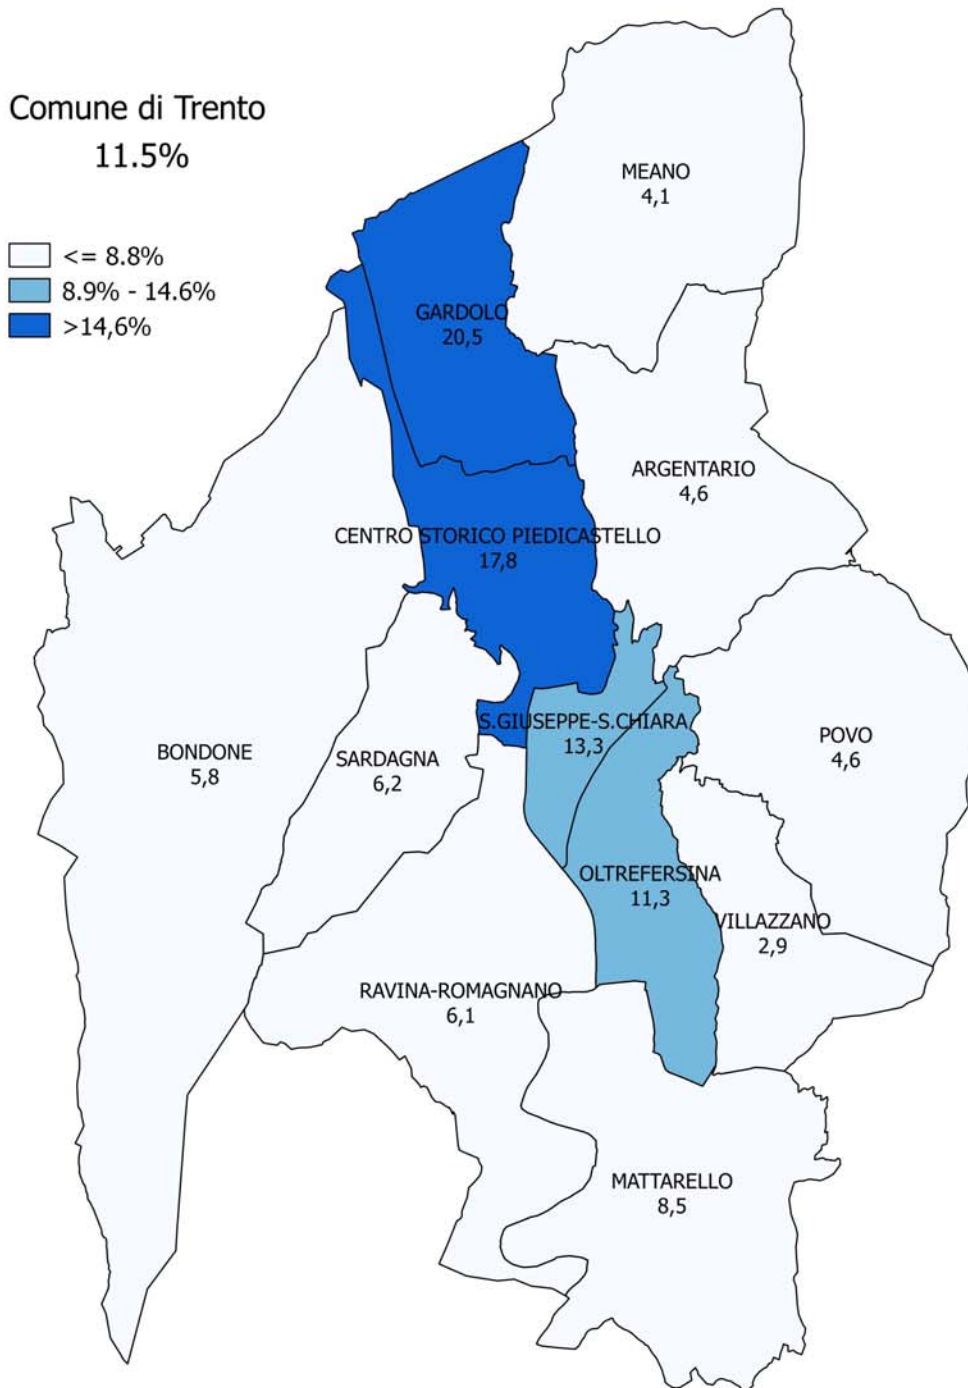 Comune di Trento
11.5%
<= 8.8%
8.9% - 14.6%
>14,6%
MEANO
4,1
GARDOLO
20,5
ARGENTARIO
4,6
CENTRO STORICO PIEDICASTELLO
17,8
S.GIUSEPPE-S.CHIARA
13,3
POVO
4,6
BONDONE
5,8
SARDAGNA
6,2
OLTREFERSINA
11,3
VILLAZZANO
2,9
RAVINA-ROMAGNANO
6,1
MATTARELLO
8,5